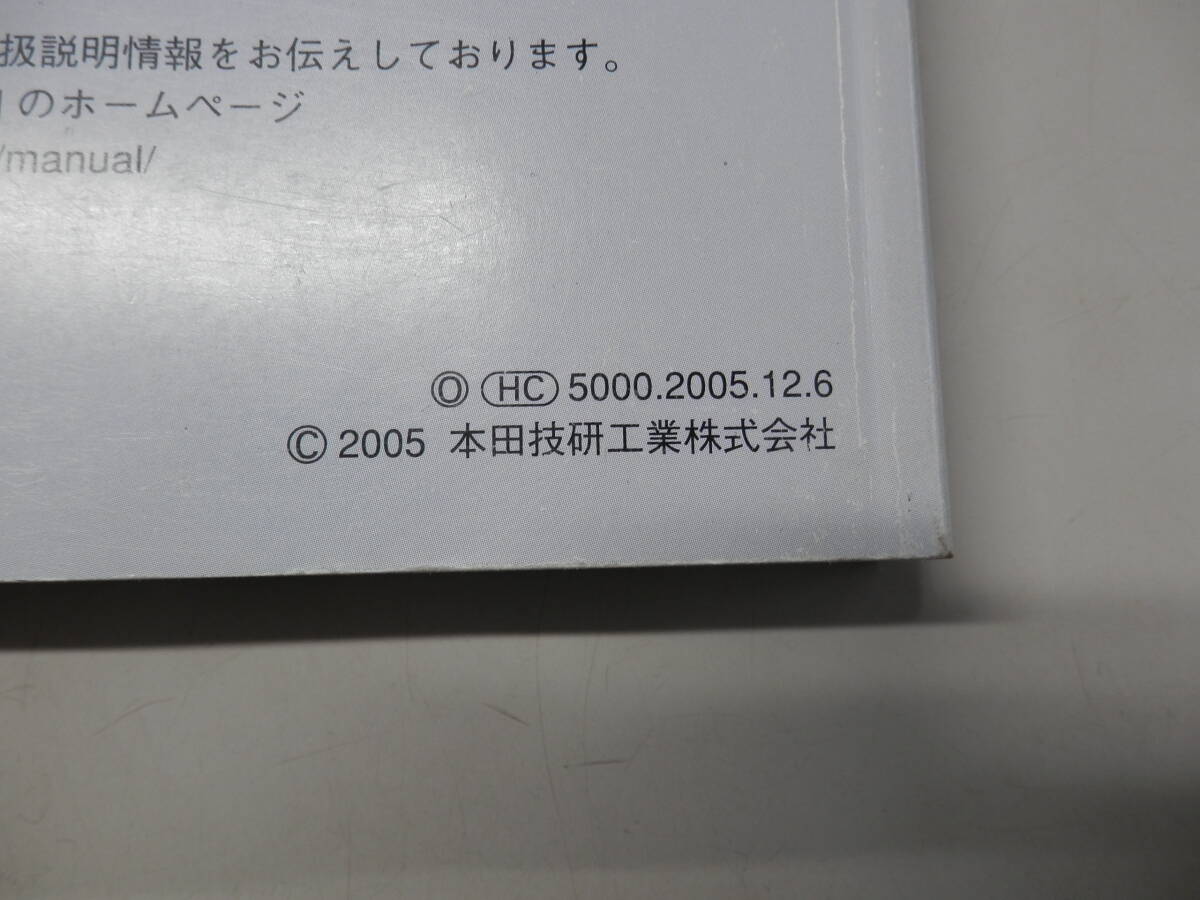 扱説明情報をお伝えしております。
のホームページ
/manual/
Ⓞ HC 5000.2005.12.6
© 2005 本田技研工業株式会社